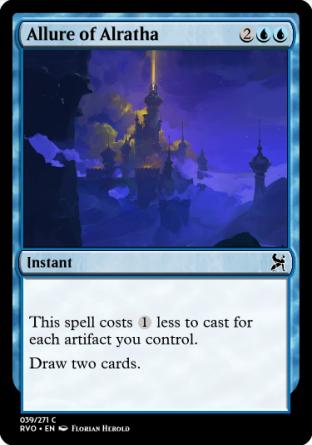 Allure of Alratha 2
Instant
This spell costs 1 less to cast for
each artifact you control.
Draw two cards.
039/271 C
RVO • EN Florian Herold